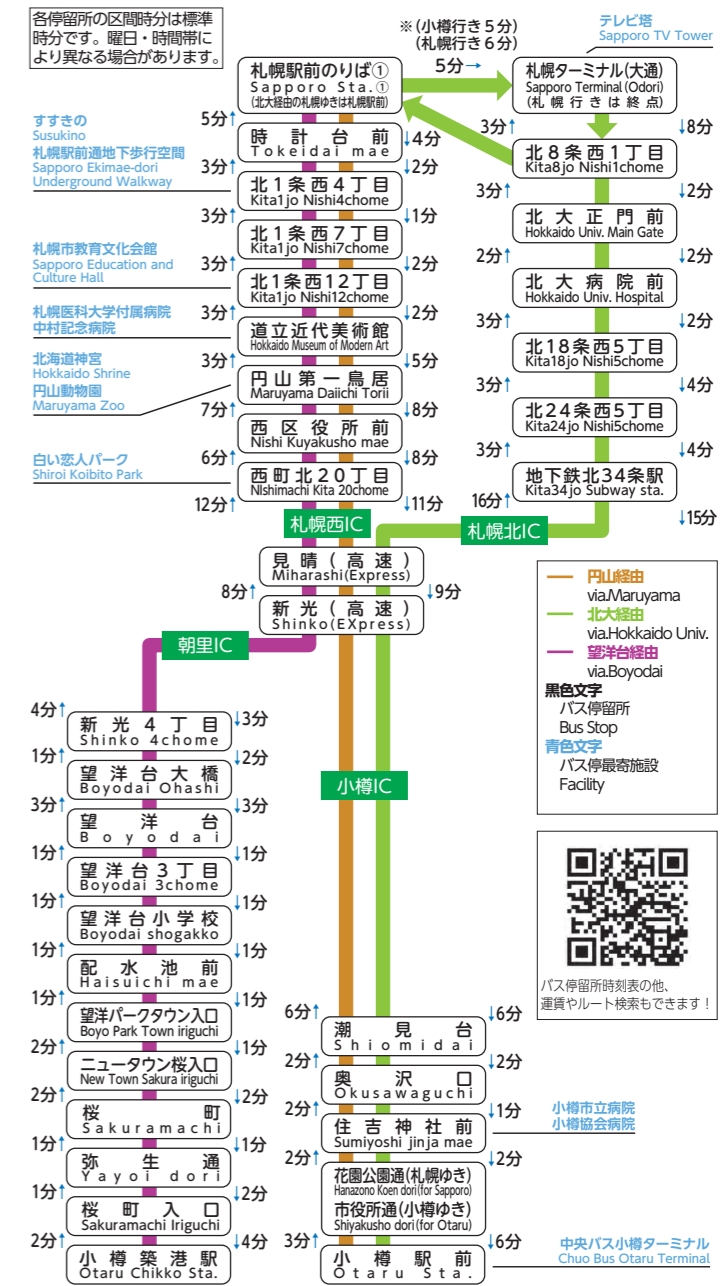 各停留所の区間時分は標準
時分です。曜日・時間帯に
より異なる場合があります。
※(小樽行き5分)
(札幌行き6分)
テレビ塔
Sapporo TV Tower
札幌駅前のりば①
Sapporo Sta.①
(北大経由の札幌ゆきは札幌駅前)
5分→
札幌ターミナル(大通)
Sapporo Terminal (Odori)
(札幌行きは終点)
すすきの
Susukino
札幌駅前通地下歩行空間
Sapporo Ekimae-dori
Underground Walkway
5分↑
↓4分
時計台前
Tokeidai mae
3分↑
↓2分
北1条西4丁目
Kita1jo Nishi4chome
3分↑
↓1分
北1条西7丁目
Kita1jo Nishi7chome
札幌市教育文化会館
Sapporo Education and
Culture Hall
3分↑
↓2分
北1条西12丁目
Kita1jo Nishi12chome
札幌医科大学付属病院
中村記念病院
3分↑
↓2分
道立近代美術館
Hokkaido Museum of Modern Art
北海道神宮
Hokkaido Shrine
円山動物園
Maruyama Zoo
3分↑
↓5分
円山第一鳥居
Maruyama Daiichi Torii
7分↑
↓8分
西区役所前
Nishi Kuyakusho mae
白い恋人パーク
Shiroi Koibito Park
6分↑
↓8分
西町北20丁目
NIshimachi Kita 20chome
12分↑
↓11分
札幌西IC
3分↑
↓8分
北8条西1丁目
Kita8jo Nishi1chome
3分↑
↓2分
北大正門前
Hokkaido Univ. Main Gate
2分↑
↓2分
北大病院前
Hokkaido Univ. Hospital
3分↑
↓2分
北18条西5丁目
Kita18jo Nishi5chome
3分↑
↓4分
北24条西5丁目
Kita24jo Nishi5chome
3分↑
↓4分
地下鉄北34条駅
Kita34jo Subway sta.
16分↑
↓15分
札幌北IC
見晴(高速)
Miharashi(Express)
8分↑
↓9分
新光(高速)
Shinko(EXpress)
円山経由
via.Maruyama
北大経由
via.Hokkaido Univ.
望洋台経由
via.Boyodai
黒色文字
バス停留所
Bus Stop
青色文字
バス停最寄施設
Facility
朝里IC
4分↑
↓3分
新光4丁目
Shinko 4chome
1分↑
↓2分
望洋台大橋
Boyodai Ohashi
3分↑
↓3分
望洋台
Boyodai
1分↑
↓1分
望洋台3丁目
Boyodai 3chome
1分↑
↓1分
望洋台小学校
Boyodai shogakko
1分↑
↓1分
配水池前
Haisuichi mae
1分↑
↓1分
望洋パークタウン入口
Boyo Park Town iriguchi
2分↑
↓1分
ニュータウン桜入口
New Town Sakura iriguchi
2分↑
↓2分
桜町
Sakuramachi
1分↑
↓1分
弥生通
Yayoi dori
1分↑
↓2分
桜町入口
Sakuramachi Iriguchi
2分↑
↓4分
小樽築港駅
Otaru Chikko Sta.
小樽IC
バス停留所時刻表の他、
運賃やルート検索もできます!
6分↑
↓6分
潮見台
Shiomidai
2分↑
↓2分
奥沢口
Okusawaguchi
2分↑
↓1分
住吉神社前
Sumiyoshi jinja mae
小樽市立病院
小樽協会病院
2分↑
↓2分
花園公園通(札幌ゆき)
Hanazono Koen dori(for Sapporo)
市役所通(小樽ゆき)
Shiyakusho dori(for Otaru)
3分↑
↓6分
小樽駅前
Otaru Sta.
中央バス小樽ターミナル
Chuo Bus Otaru Terminal